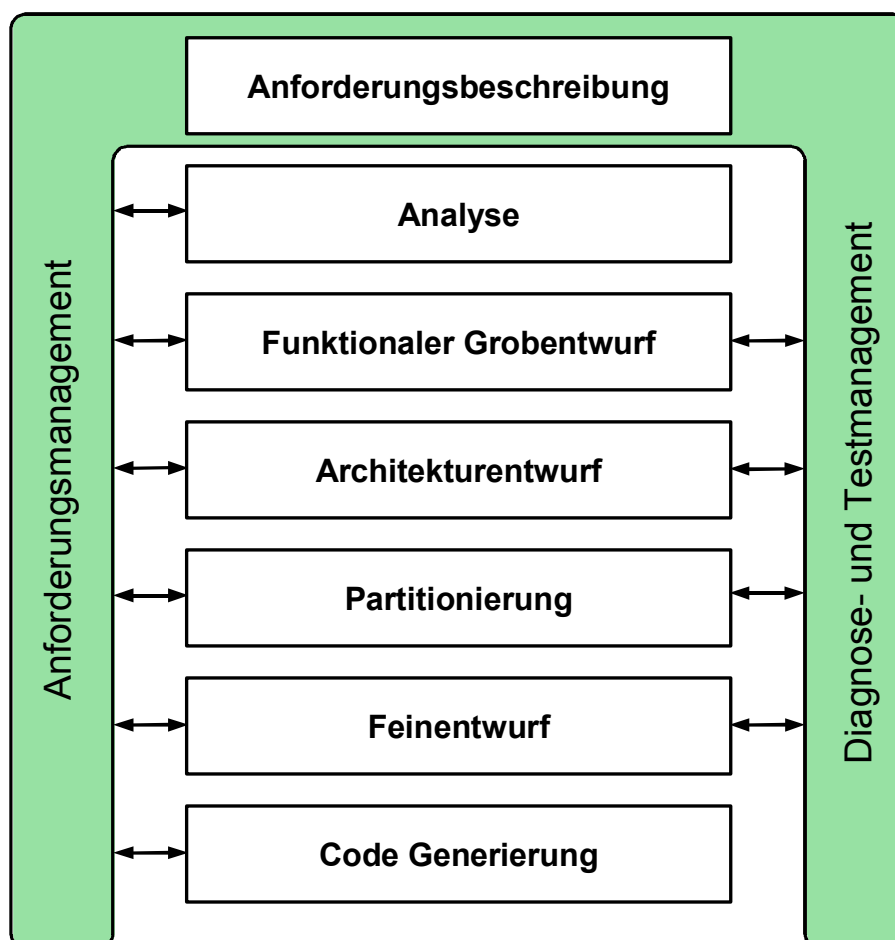 Anforderungsbeschreibung
Analyse
Funktionaler Grobentwurf
Architekturentwurf
Partitionierung
Feinentwurf
Code Generierung
Anforderungsmanagement
Diagnose- und Testmanagement